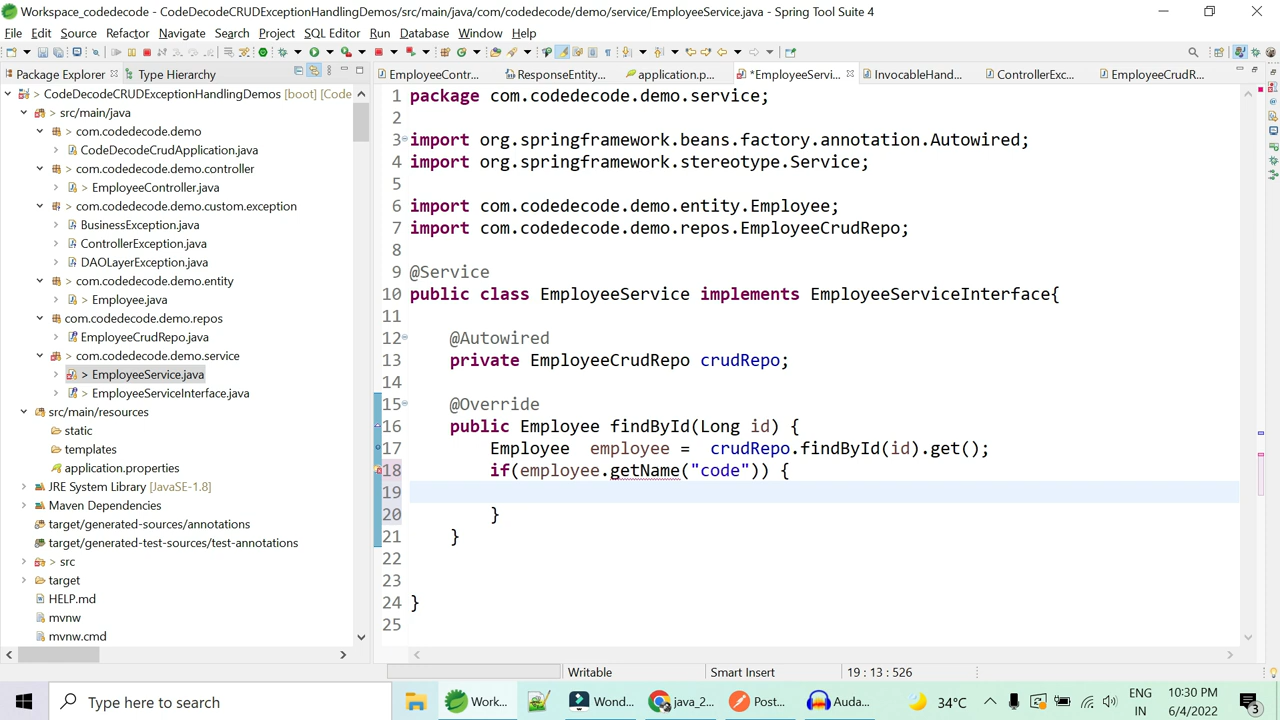 Workspace_codedecode - CodeDecodeCRUDExceptionHandlingDemos/src/main/java/com/codedecode/demo/service/EmployeeService.java - Spring Tool Suite 4
File Edit Source Refactor Navigate Search Project SQL Editor Run Database Window Help
Package Explorer Type Hierarchy
EmployeeContr... ResponseEntity... application.p... *EmployeeServi... InvocableHand... ControllerExc... EmployeeCrudR...
> CodeDecodeCRUDExceptionHandlingDemos [boot] [Code
> src/main/java
> com.codedecode.demo
> CodeDecodeCrudApplication.java
> com.codedecode.demo.controller
> EmployeeController.java
> com.codedecode.demo.custom.exception
BusinessException.java
> ControllerException.java
DAOLayerException.java
> com.codedecode.demo.entity
> Employee.java
com.codedecode.demo.repos
EmployeeCrudRepo.java
> com.codedecode.demo.service
> EmployeeService.java
> EmployeeServiceInterface.java
src/main/resources
static
templates
application.properties
JRE System Library [JavaSE-1.8]
Maven Dependencies
target/generated-sources/annotations
target/generated-test-sources/test-annotations
> src
target
HELP.md
mvnw
mvnw.cmd
1 package com.codedecode.demo.service;
2
3 import org.springframework.beans.factory.annotation.Autowired;
4 import org.springframework.stereotype.Service;
5
6 import com.codedecode.demo.entity.Employee;
7 import com.codedecode.demo.repos.EmployeeCrudRepo;
8
9 @Service
10 public class EmployeeService implements EmployeeServiceInterface{
11
12 @Autowired
13 private EmployeeCrudRepo crudRepo;
14
15 @Override
16 public Employee findById(Long id) {
17 Employee employee = crudRepo.findById(id).get();
18 if(employee.getName("code")) {
19
20 }
21 }
22
23
24 }
25
Writable Smart Insert 19 : 13 : 526
Type here to search
Work... Wond... java_2... Post... Auda... 34°C ENG IN 10:30 PM 6/4/2022 3